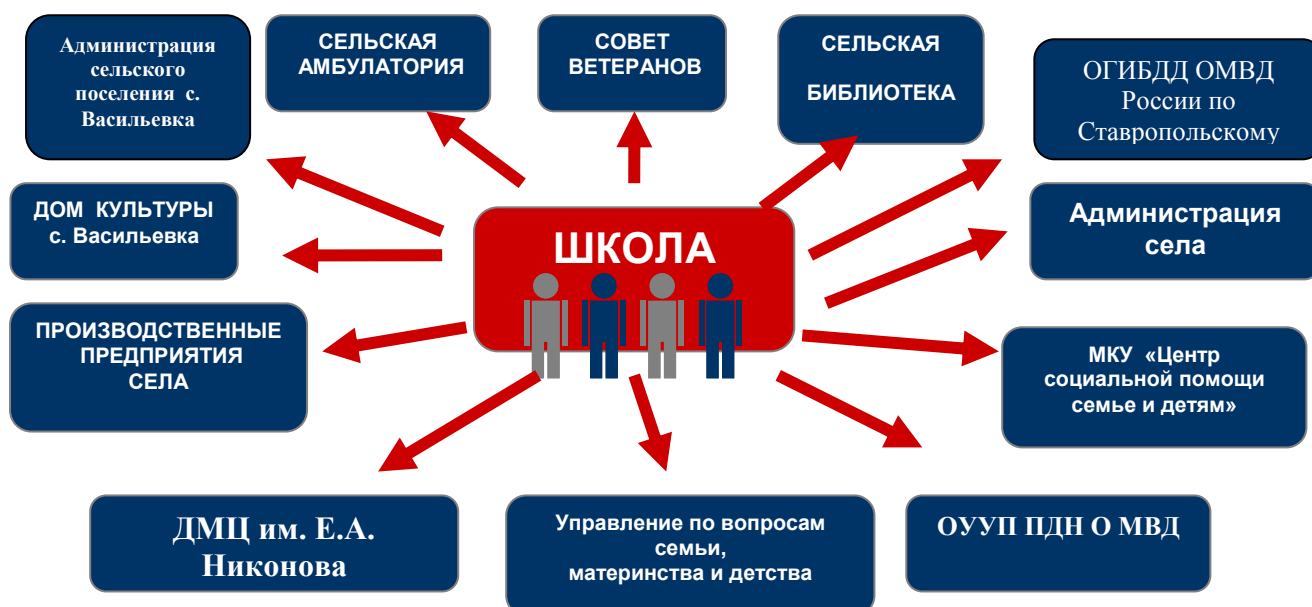 Администрация
сельского
поселения с.
Васильевка
СЕЛЬСКАЯ
АМБУЛАТОРИЯ
СОВЕТ
ВЕТЕРАНОВ
СЕЛЬСКАЯ
БИБЛИОТЕКА
ОГИБДД ОМВД
России по
Ставропольскому
ДОМ КУЛЬТУРЫ
с. Васильевка
ШКОЛА
Администрация
села
ПРОИЗВОДСТВЕННЫЕ
ПРЕДПРИЯТИЯ
СЕЛА
МКУ «Центр
социальной помощи
семье и детям»
ДМЦ им. Е.А.
Никонова
Управление по вопросам
семьи,
материнства и детства
ОУУП ПДН О МВД